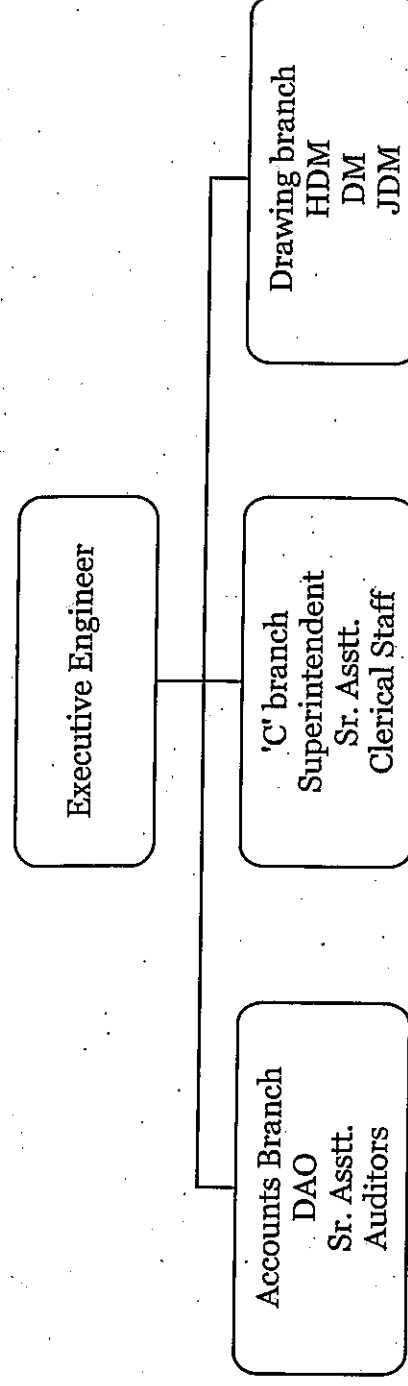 Executive Engineer
Accounts Branch
DAO
Sr. Asstt.
Auditors
'C' branch
Superintendent
Sr. Asstt.
Clerical Staff
Drawing branch
HDM
DM
JDM